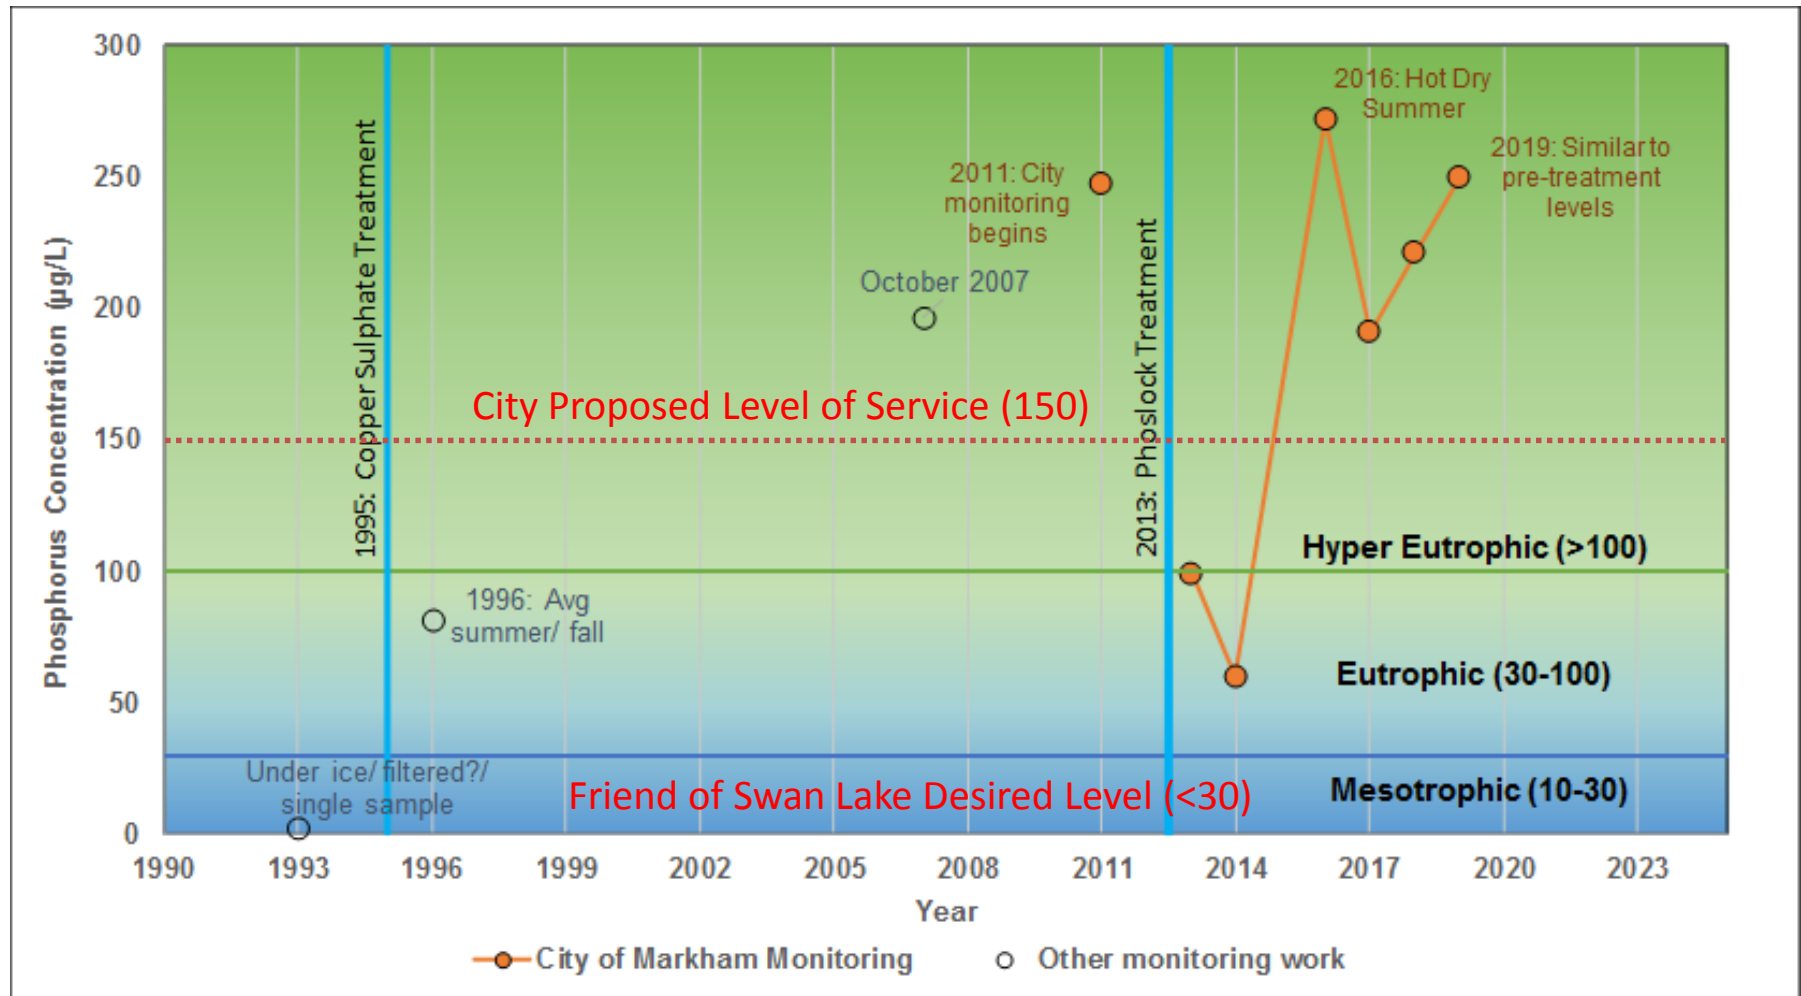 300
250
200
150
100
50
0
Phosphorus Concentration (µg/L)
1990
1993
1996
1999
2002
2005
2008
2011
2014
2017
2020
2023
Year
1995: Copper Sulphate Treatment
2013: Phoslock Treatment
2016: Hot Dry
Summer
2019: Similar to
pre-treatment
levels
2011: City
monitoring
begins
October 2007
City Proposed Level of Service (150)
Hyper Eutrophic (>100)
1996: Avg
summer/ fall
Eutrophic (30-100)
Under ice/ filtered?/
single sample
Friend of Swan Lake Desired Level (<30)
Mesotrophic (10-30)
City of Markham Monitoring
Other monitoring work